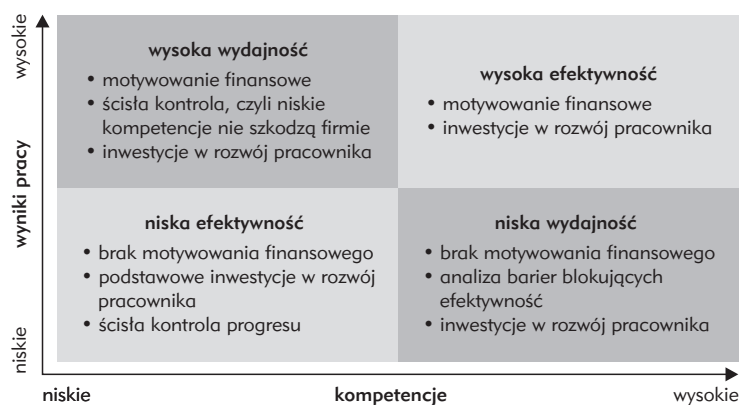 wysokie
wyniki pracy
niskie
wysoka wydajność
• motywowanie finansowe
• ścisła kontrola, czyli niskie
kompetencje nie szkodzą firmie
• inwestycje w rozwój pracownika
wysoka efektywność
• motywowanie finansowe
• inwestycje w rozwój pracownika
niska efektywność
• brak motywowania finansowego
• podstawowe inwestycje w rozwój
pracownika
• ścisła kontrola progresu
niska wydajność
• brak motywowania finansowego
• analiza barier blokujących
efektywność
• inwestycje w rozwój pracownika
niskie
kompetencje
wysokie